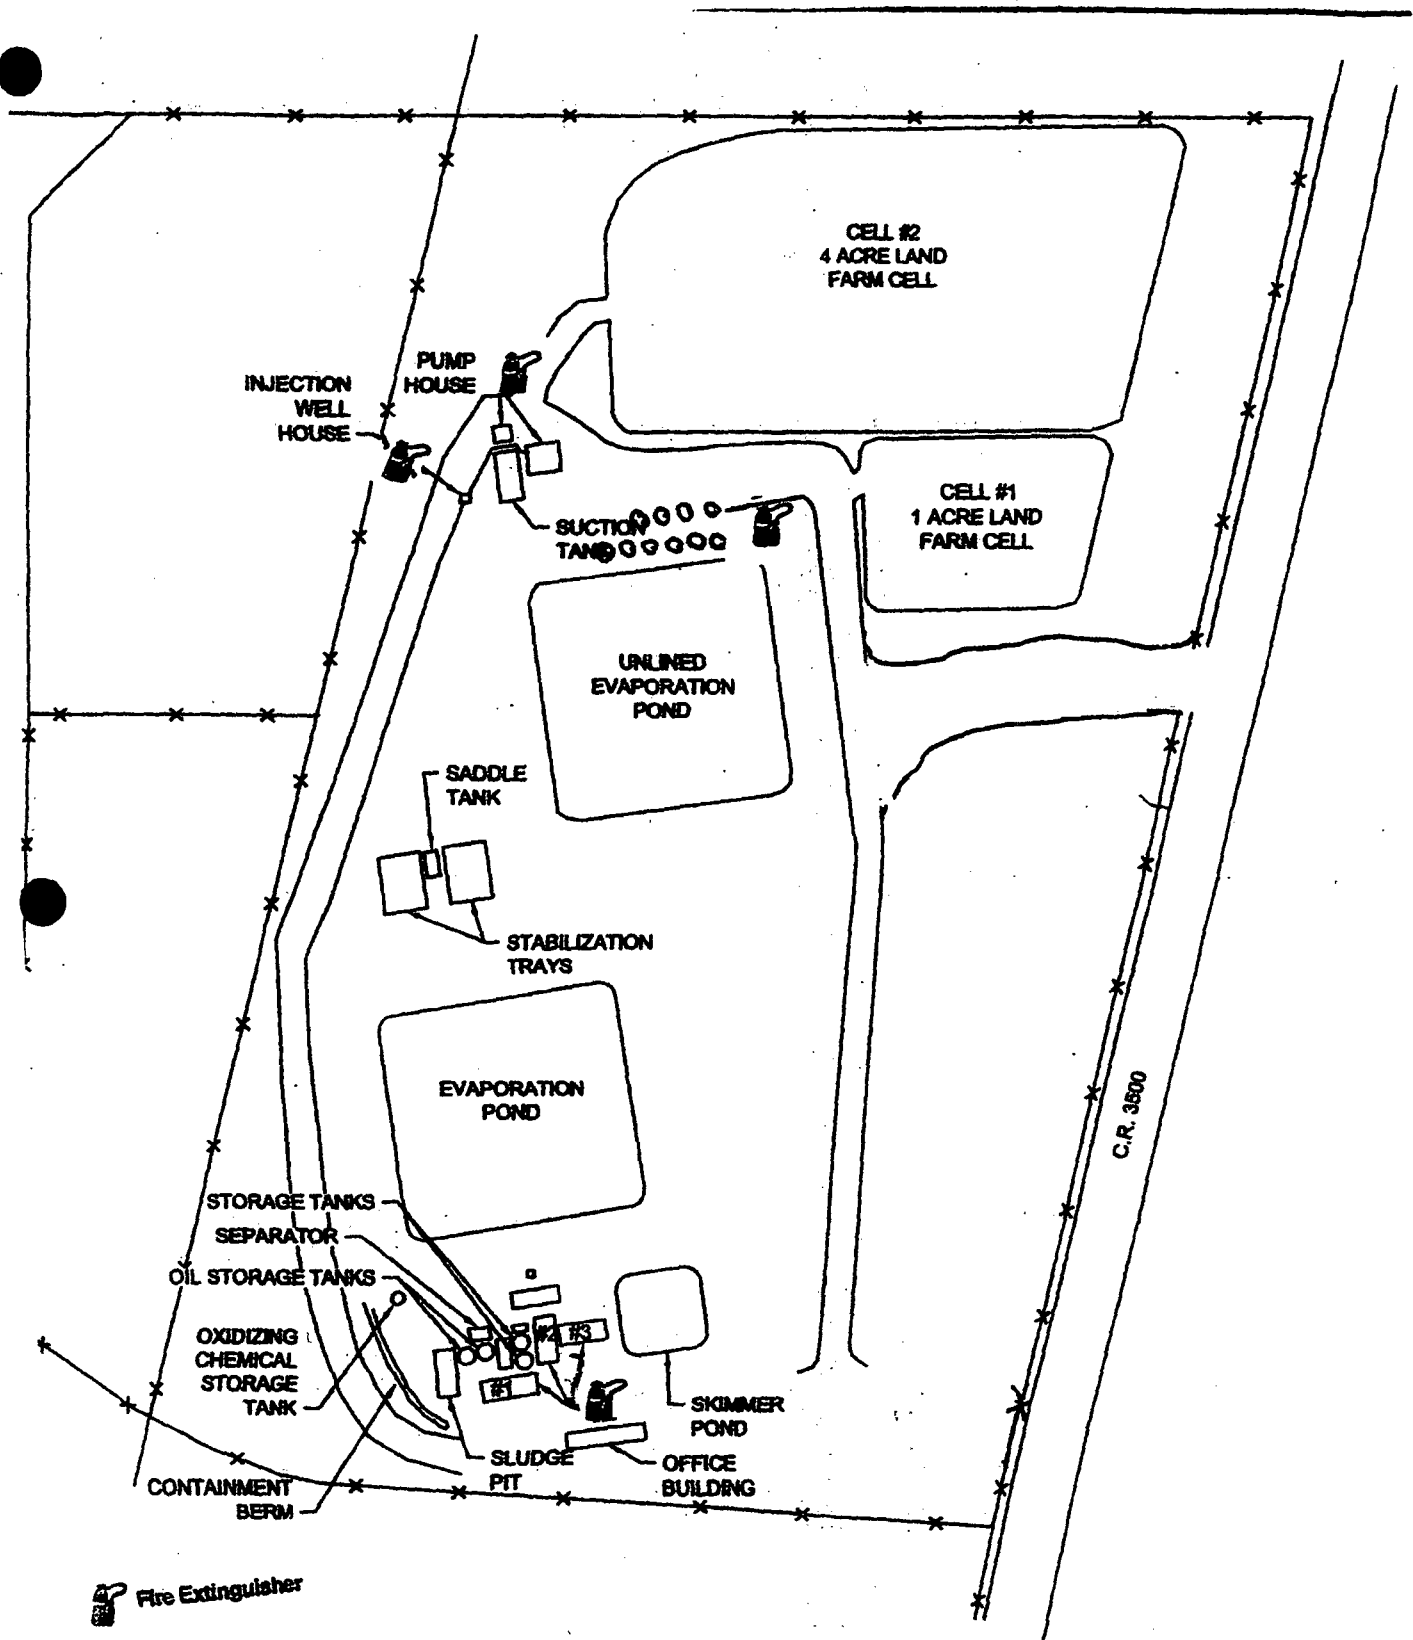 CELL #2
4 ACRE LAND
FARM CELL
PUMP
HOUSE
INJECTION
WELL
HOUSE
CELL #1
1 ACRE LAND
FARM CELL
SUCTION
TANK
UNLINED
EVAPORATION
POND
SADDLE
TANK
STABILIZATION
TRAYS
EVAPORATION
POND
C.R. 3500
STORAGE TANKS
SEPARATOR
OIL STORAGE TANKS
OXIDIZING
CHEMICAL
STORAGE
TANK
#2
#3
#1
SKIMMER
POND
SLUDGE
PIT
OFFICE
BUILDING
CONTAINMENT
BERM
Fire Extinguisher